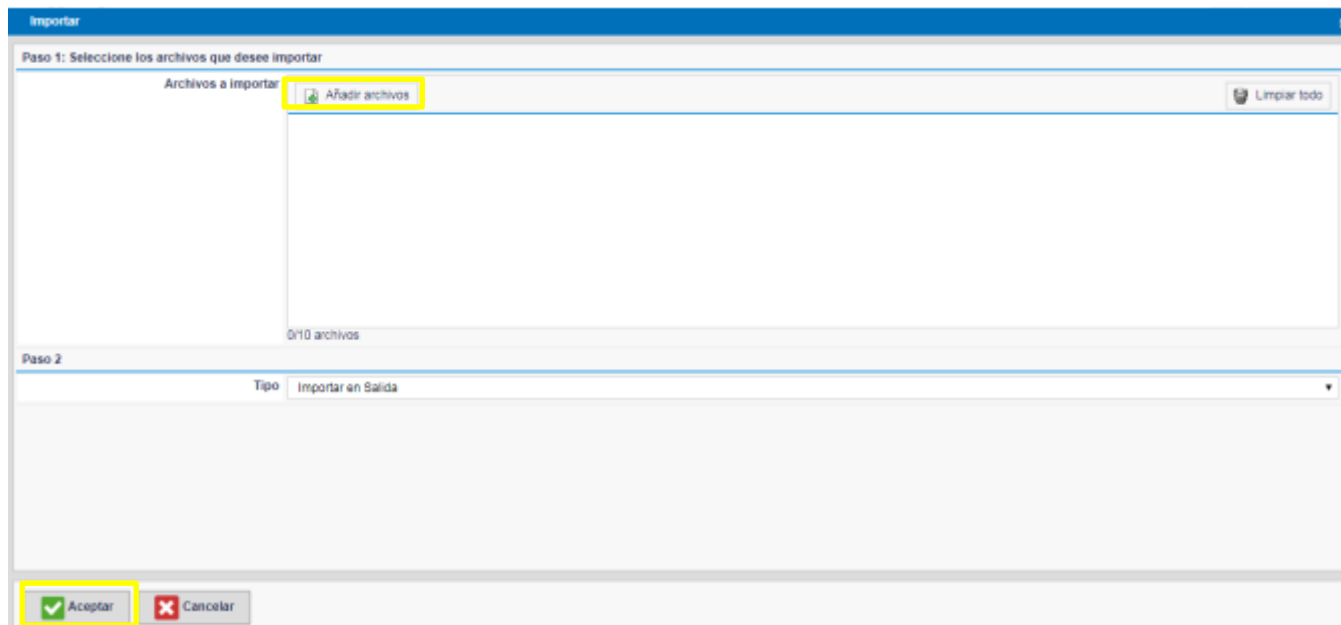 Importar
Paso 1: Seleccione los archivos que desee importar
Archivos a importar
Añadir archivos
Limpiar todo
0/10 archivos
Paso 2
Tipo
Importar en Salida
Aceptar
Cancelar